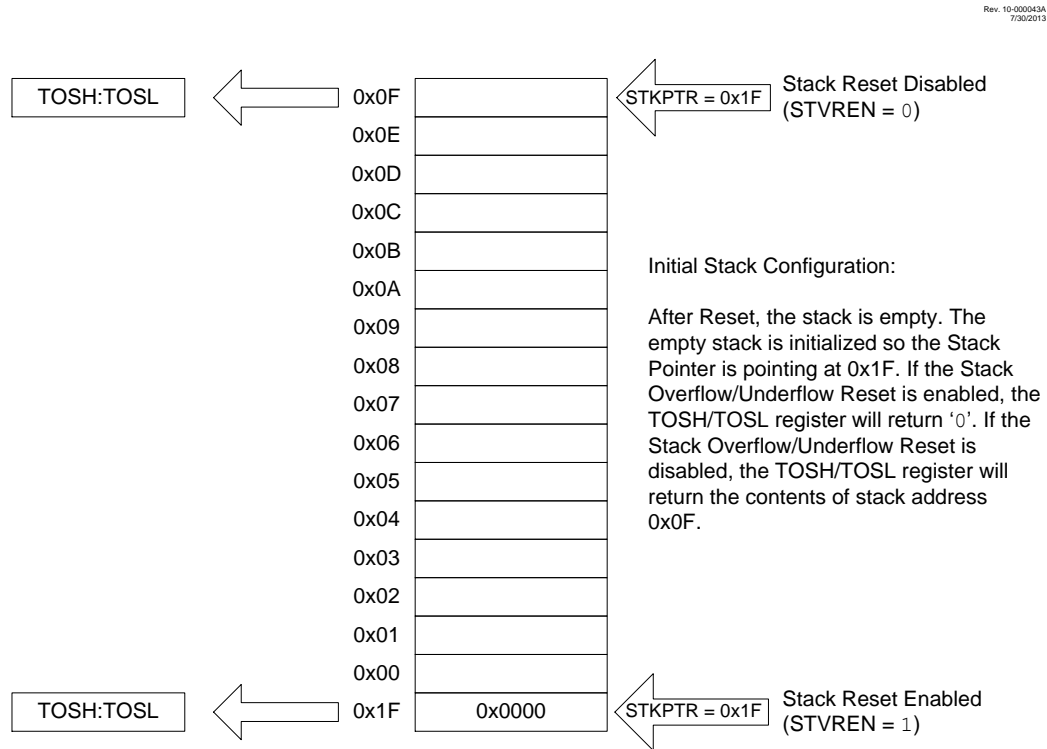 Rev. 10-000043A
7/30/2013
TOSH:TOSL
0x0F
STKPTR = 0x1F
Stack Reset Disabled
(STVREN = 0)
0x0E
0x0D
0x0C
0x0B
0x0A
0x09
0x08
0x07
0x06
0x05
0x04
0x03
0x02
0x01
0x00
Initial Stack Configuration:
After Reset, the stack is empty. The
empty stack is initialized so the Stack
Pointer is pointing at 0x1F. If the Stack
Overflow/Underflow Reset is enabled, the
TOSH/TOSL register will return ‘0’. If the
Stack Overflow/Underflow Reset is
disabled, the TOSH/TOSL register will
return the contents of stack address
0x0F.
TOSH:TOSL
0x1F
0x0000
STKPTR = 0x1F
Stack Reset Enabled
(STVREN = 1)